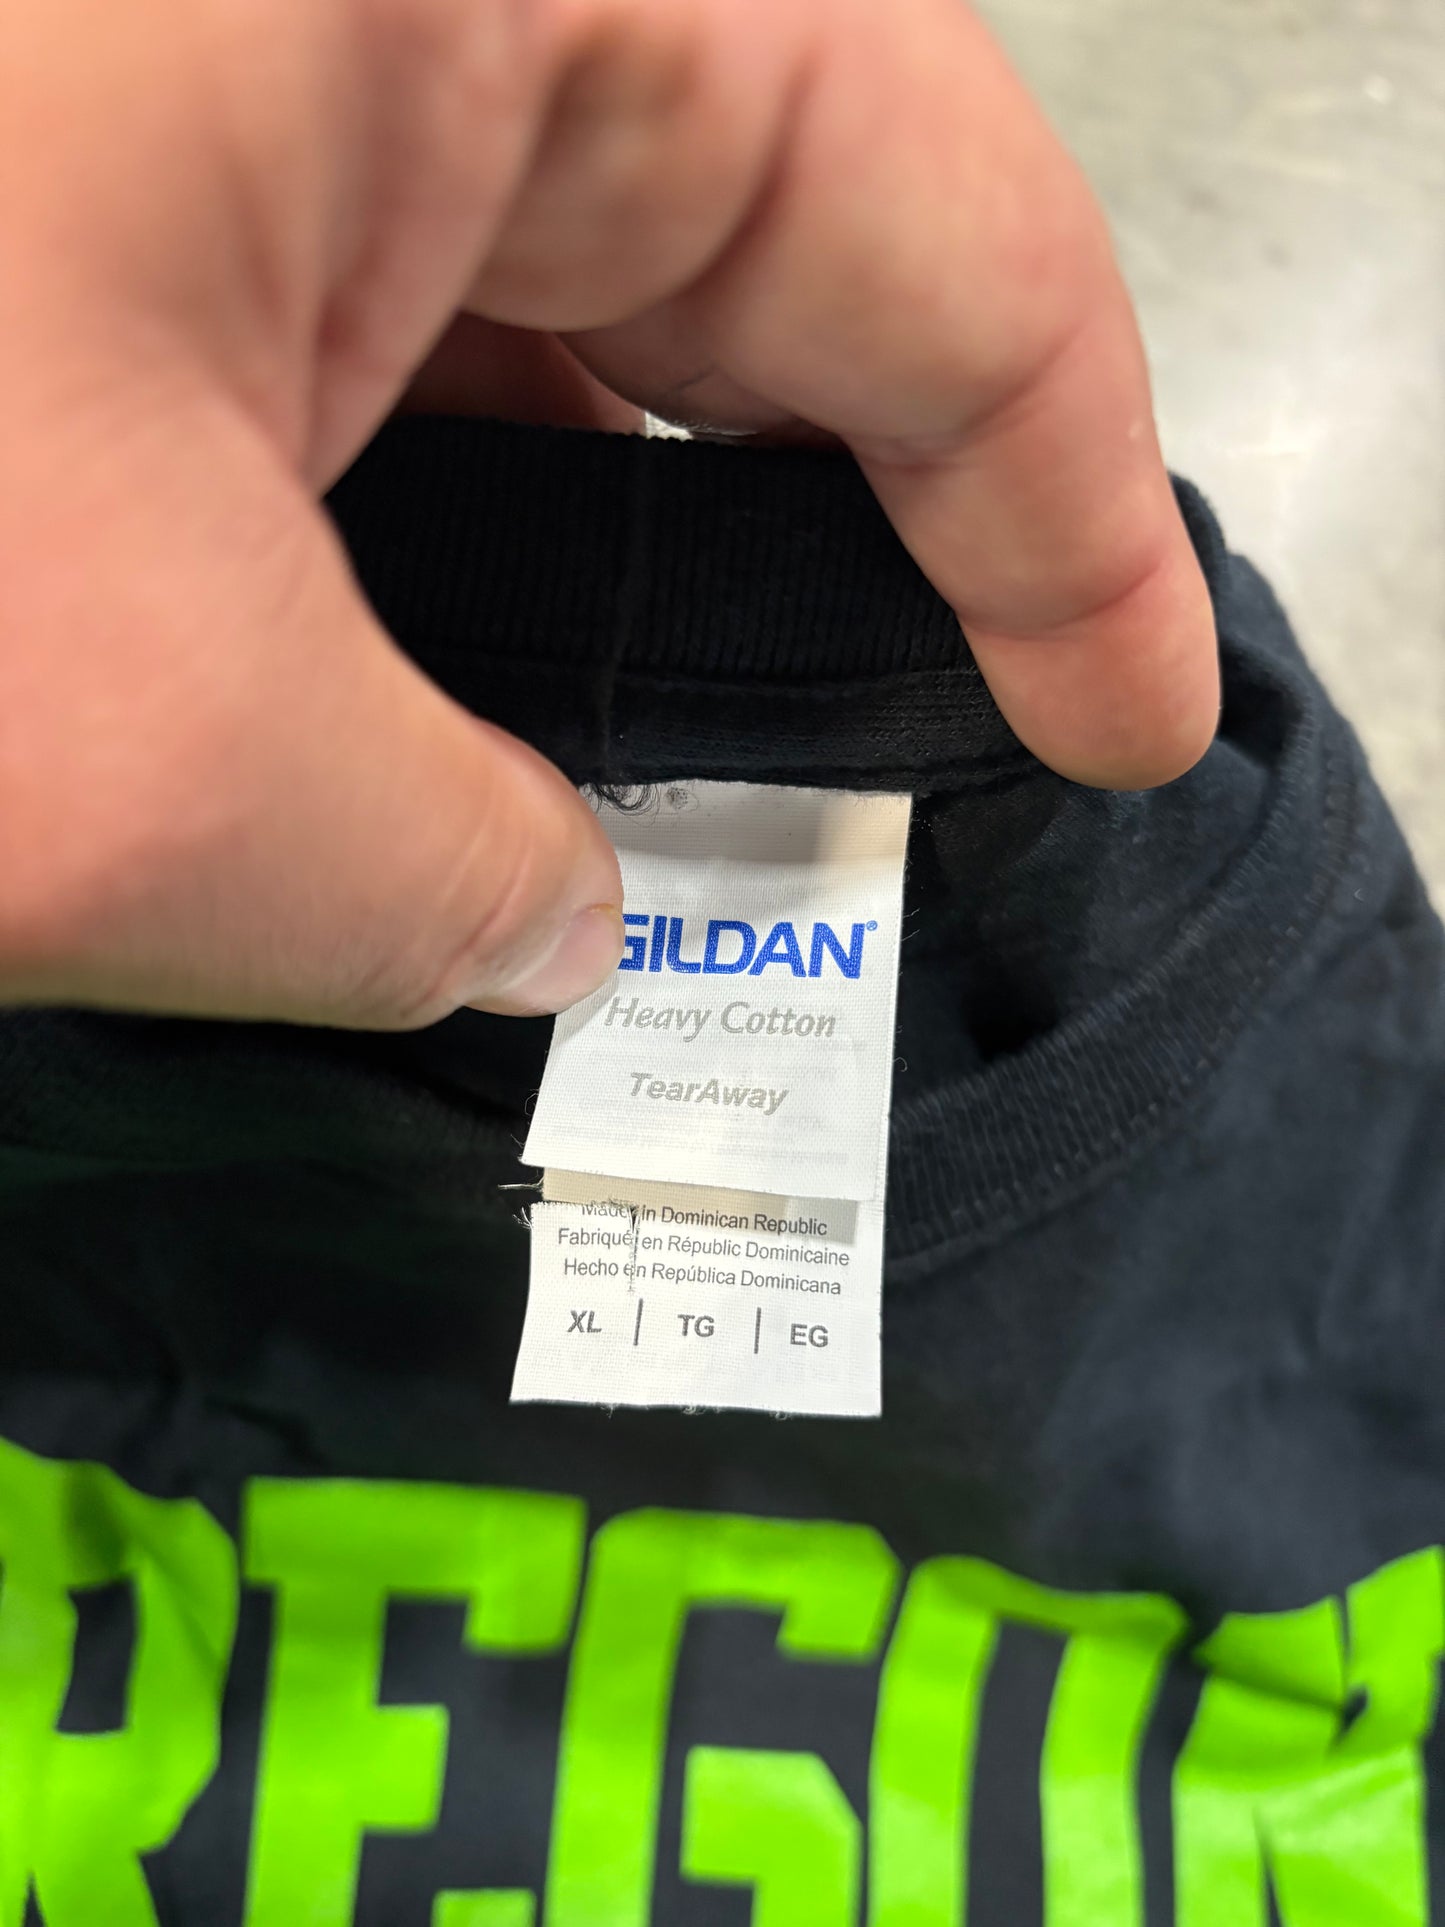 GILDAN®
Heavy Cotton
TearAway
Made in Dominican Republic
Fabriqué en Républic Dominicaine
Hecho en República Dominicana
XL | TG | EG
REGON